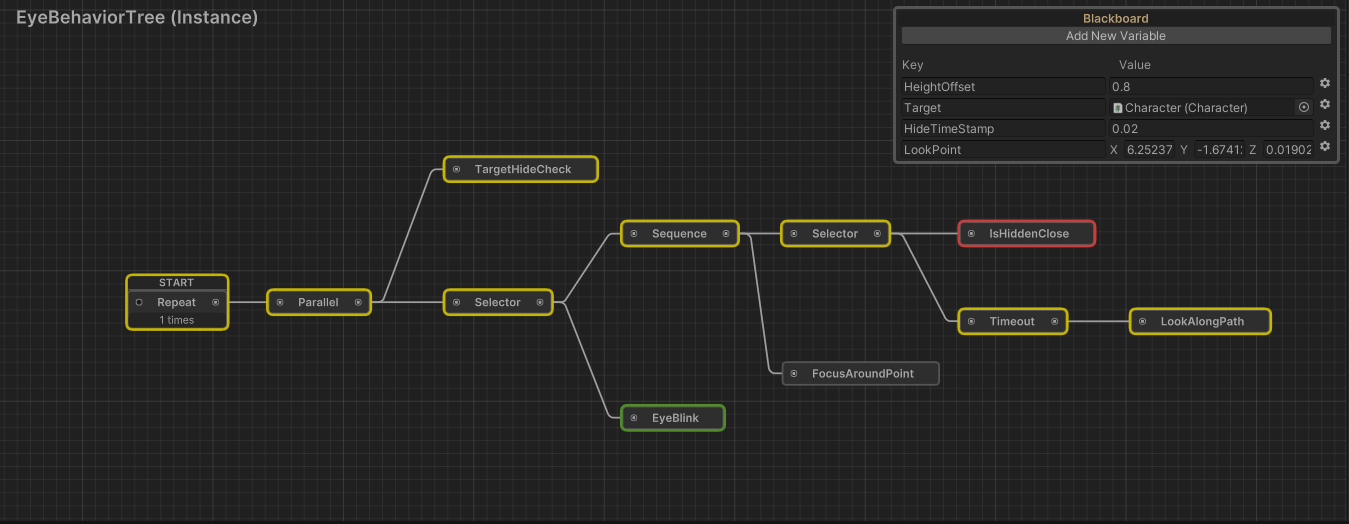 EyeBehaviorTree (Instance)
Blackboard
Add New Variable
Key Value
HeightOffset 0.8
Target Character (Character)
HideTimeStamp 0.02
LookPoint X 6.25237 Y -1.6741 Z 0.01902
TargetHideCheck
Sequence
Selector
IsHiddenClose
START
Repeat
1 times
Parallel
Selector
Timeout
LookAlongPath
FocusAroundPoint
EyeBlink